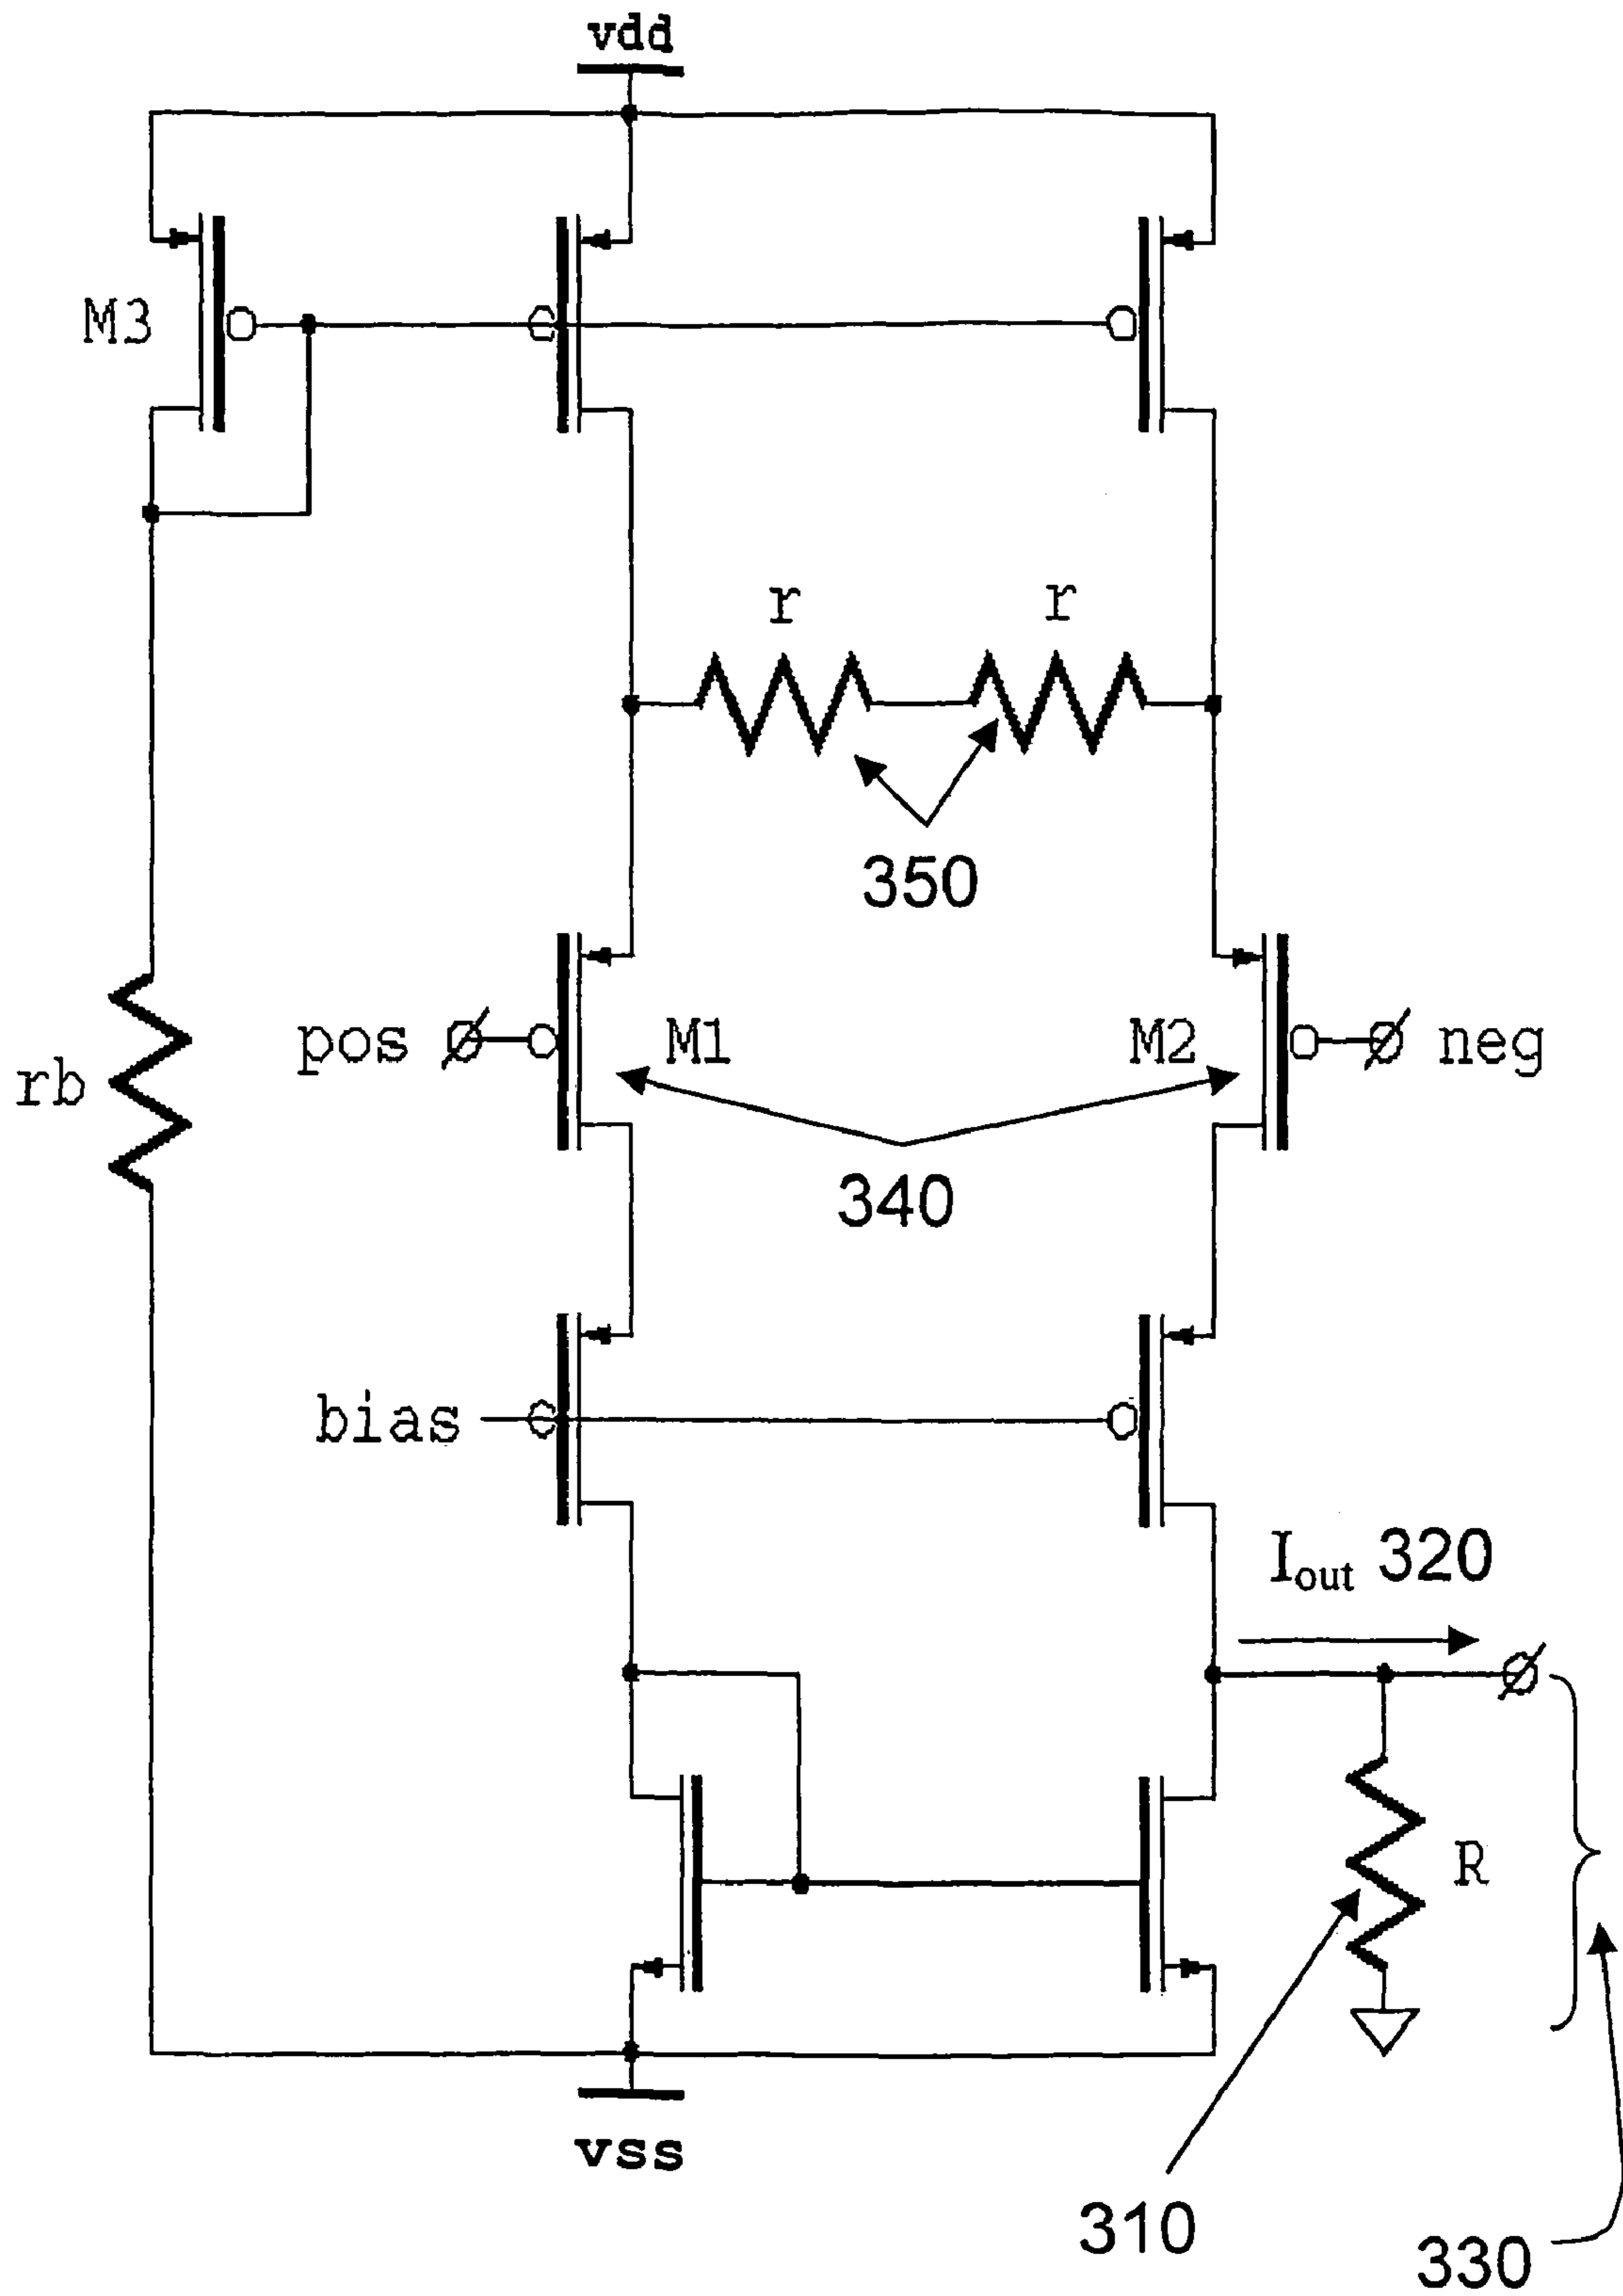 vdd
M3
r
r
350
pos
M1
M2
neg
rb
340
bias
Iout 320
R
vss
310
330